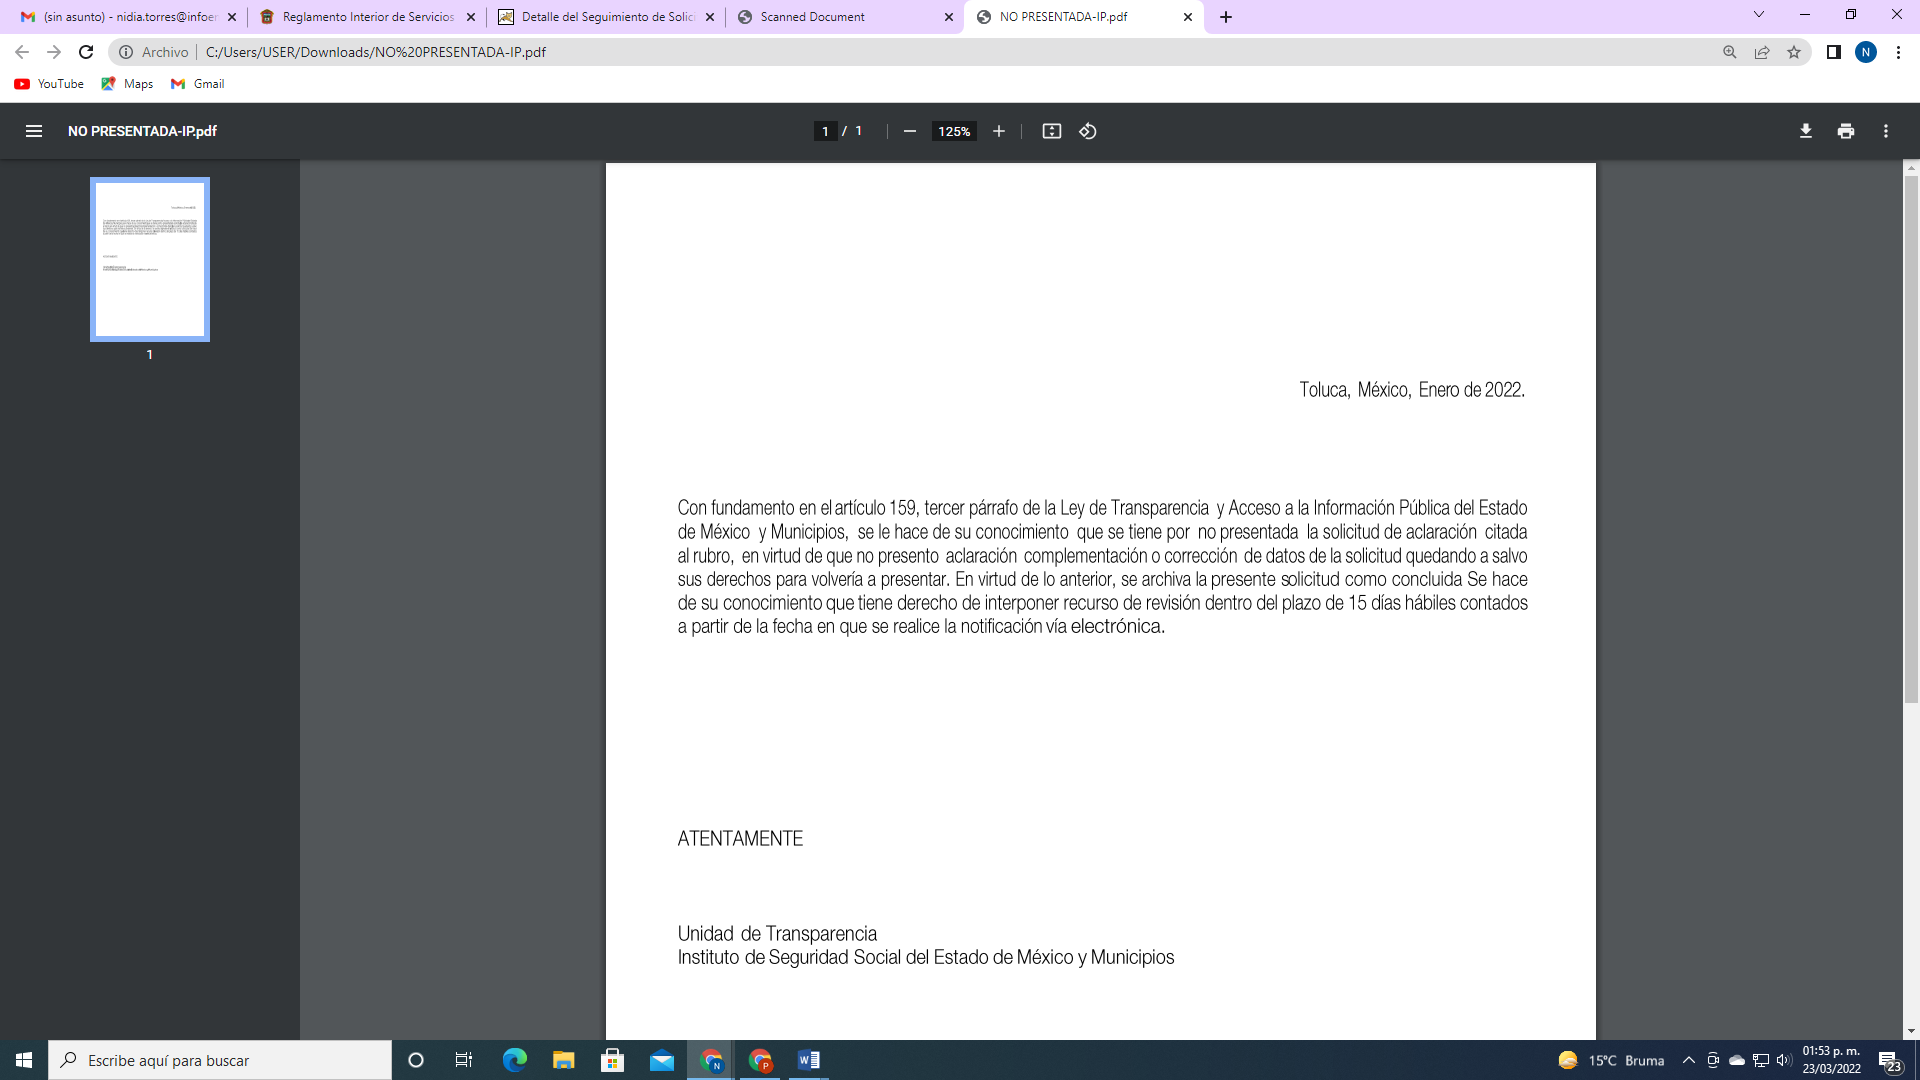 (sin asunto) - nidia.torres@infoer
Reglamento Interior de Servicios
Detalle del Seguimiento de Solici
Scanned Document
NO PRESENTADA-IP.pdf
Archivo
C:/Users/USER/Downloads/NO%20PRESENTADA-IP.pdf
N
YouTube
Maps
Gmail
NO PRESENTADA-IP.pdf
1 / 1
125%
1
Toluca, México, Enero de 2022.
Con fundamento en el artículo 159, tercer párrafo de la Ley de Transparencia y Acceso a la Información Pública del Estado
de México y Municipios, se le hace de su conocimiento que se tiene por no presentada la solicitud de aclaración citada
al rubro, en virtud de que no presento aclaración complementación o corrección de datos de la solicitud quedando a salvo
sus derechos para volvería a presentar. En virtud de lo anterior, se archiva la presente solicitud como concluida Se hace
de su conocimiento que tiene derecho de interponer recurso de revisión dentro del plazo de 15 días hábiles contados
a partir de la fecha en que se realice la notificación vía electrónica.
ATENTAMENTE
Unidad de Transparencia
Instituto de Seguridad Social del Estado de México y Municipios
Escribe aquí para buscar
N
P
15°C Bruma
01:53 p. m.
23/03/2022
23